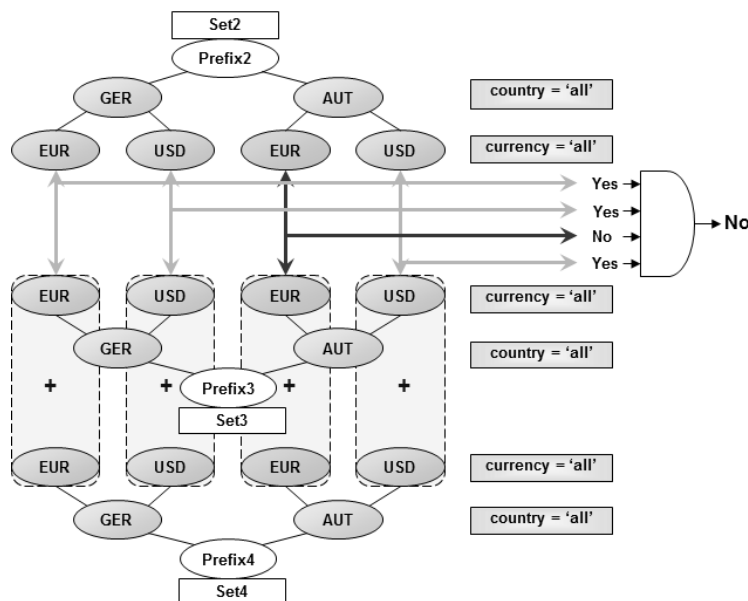 Set2
Prefix2
GER AUT country = ‘all’
EUR USD EUR USD currency = ‘all’
Yes
Yes
No No
Yes
EUR USD EUR USD currency = ‘all’
GER AUT country = ‘all’
+ + Prefix3 + +
Set3
EUR USD EUR USD currency = ‘all’
GER AUT country = ‘all’
Prefix4
Set4